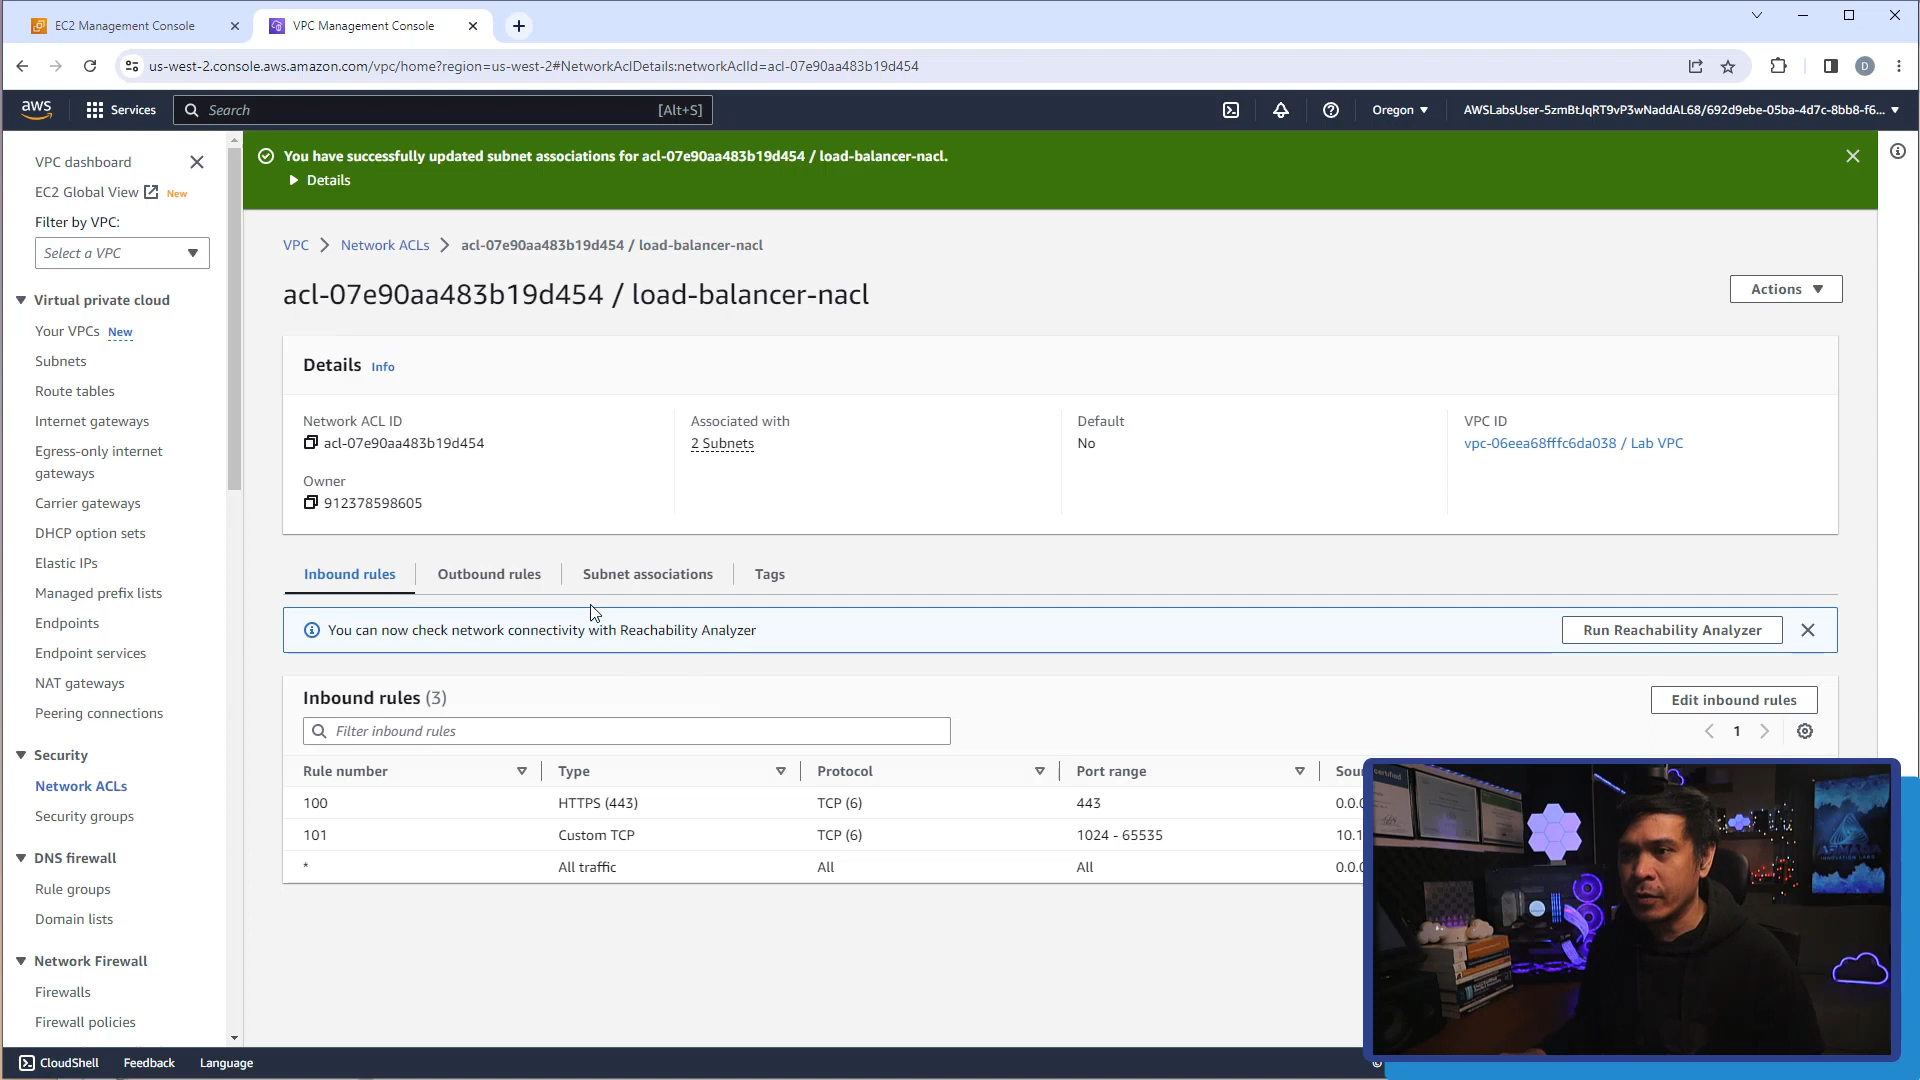 EC2 Management Console
VPC Management Console
us-west-2.console.aws.amazon.com/vpc/home?region=us-west-2#NetworkAclDetails:networkAclId=acl-07e90aa483b19d454
D
aws
Services
Search
[Alt+S]
Oregon
AWSLabsUser-5zmBtJqRT9vP3wNaddAL68/692d9ebe-05ba-4d7c-8bb8-f6...
VPC dashboard
EC2 Global View New
Filter by VPC:
Select a VPC
Virtual private cloud
Your VPCs New
Subnets
Route tables
Internet gateways
Egress-only internet
gateways
Carrier gateways
DHCP option sets
Elastic IPs
Managed prefix lists
Endpoints
Endpoint services
NAT gateways
Peering connections
Security
Network ACLs
Security groups
DNS firewall
Rule groups
Domain lists
Network Firewall
Firewalls
Firewall policies
You have successfully updated subnet associations for acl-07e90aa483b19d454 / load-balancer-nacl.
Details
VPC
Network ACLs
acl-07e90aa483b19d454 / load-balancer-nacl
acl-07e90aa483b19d454 / load-balancer-nacl
Actions
Details Info
Network ACL ID
acl-07e90aa483b19d454
Associated with
2 Subnets
Default
No
VPC ID
vpc-06eea68fffc6da038 / Lab VPC
Owner
912378598605
Inbound rules
Outbound rules
Subnet associations
Tags
You can now check network connectivity with Reachability Analyzer
Run Reachability Analyzer
Inbound rules (3)
Edit inbound rules
Filter inbound rules
1
Rule number Type Protocol Port range Sou
100 HTTPS (443) TCP (6) 443 0.0.0
101 Custom TCP TCP (6) 1024 - 65535 10.1
* All traffic All All 0.0.0
CloudShell
Feedback
Language